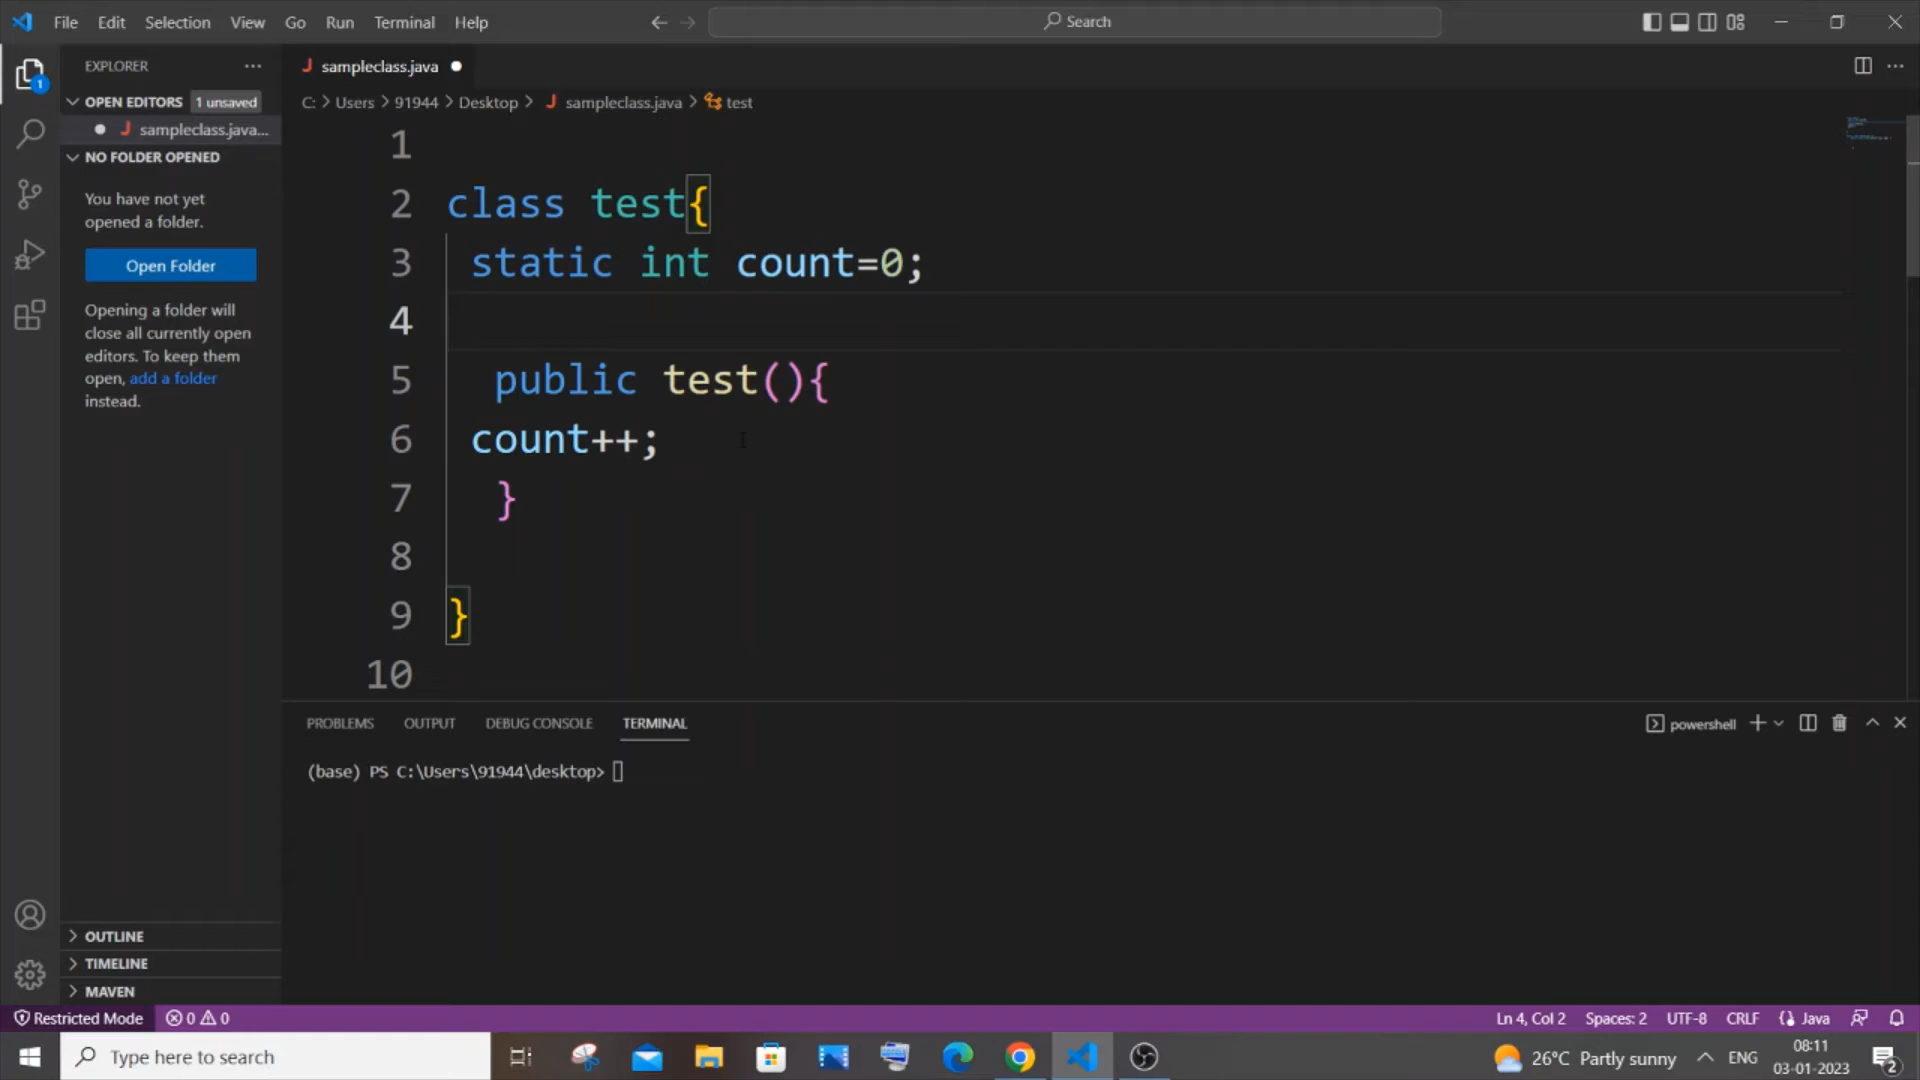 File Edit Selection View Go Run Terminal Help
Search
EXPLORER
sampleclass.java
OPEN EDITORS 1 unsaved
C: > Users > 91944 > Desktop > J sampleclass.java > test
J sampleclass.java...
NO FOLDER OPENED
You have not yet
opened a folder.
Open Folder
Opening a folder will
close all currently open
editors. To keep them
open, add a folder
instead.
1
2 class test{
3 static int count=0;
4
5 public test(){
6 count++;
7 }
8
9 }
10
PROBLEMS OUTPUT DEBUG CONSOLE TERMINAL
powershell
(base) PS C:\Users\91944\desktop>
OUTLINE
TIMELINE
MAVEN
Restricted Mode 0 0
Ln 4, Col 2 Spaces: 2 UTF-8 CRLF {} Java
Type here to search
26°C Partly sunny
ENG
08:11
03-01-2023
2